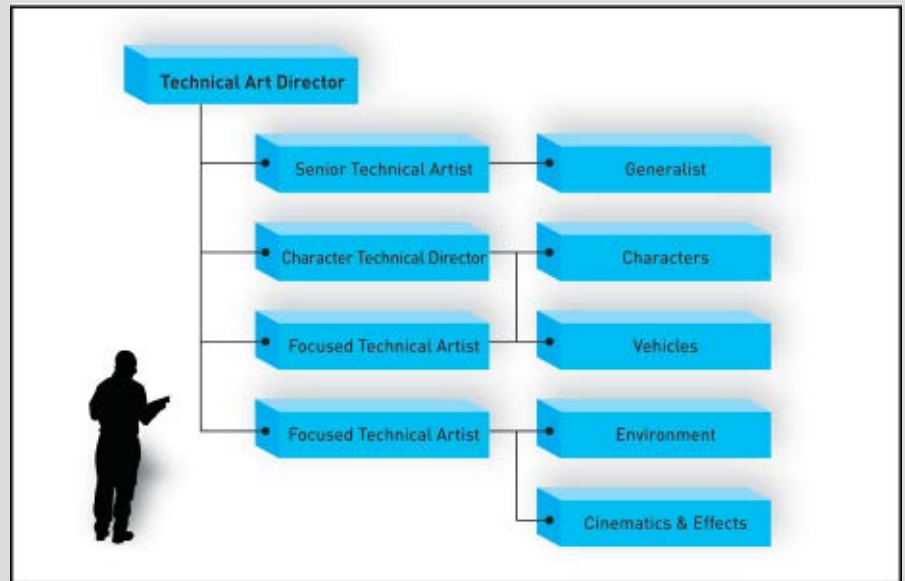 Technical Art Director
Senior Technical Artist
Generalist
Character Technical Director
Characters
Focused Technical Artist
Vehicles
Focused Technical Artist
Environment
Cinematics & Effects